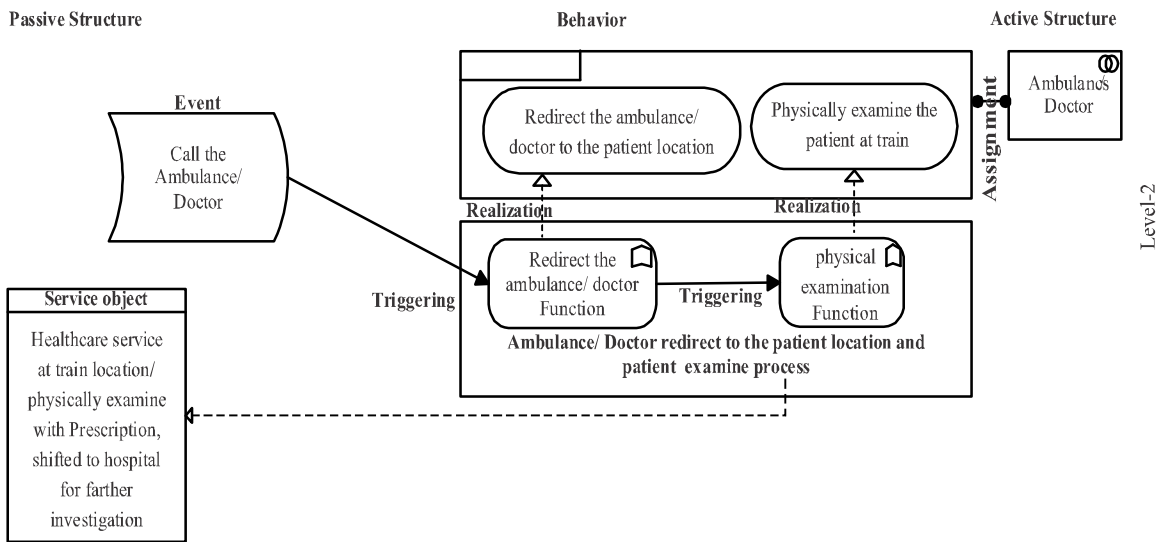 Passive Structure
Behavior
Active Structure
Event
Call the
Ambulance/
Doctor
Redirect the ambulance/
doctor to the patient location
Physically examine the
patient at train
Assignment
Ambulance/s
Doctor
Level-2
Realization
Realization
Redirect the
ambulance/ doctor
Function
physical
examination
Function
Triggering
Triggering
Ambulance/ Doctor redirect to the patient location and
patient examine process
Service object
Healthcare service
at train location/
physically examine
with Prescription,
shifted to hospital
for farther
investigation